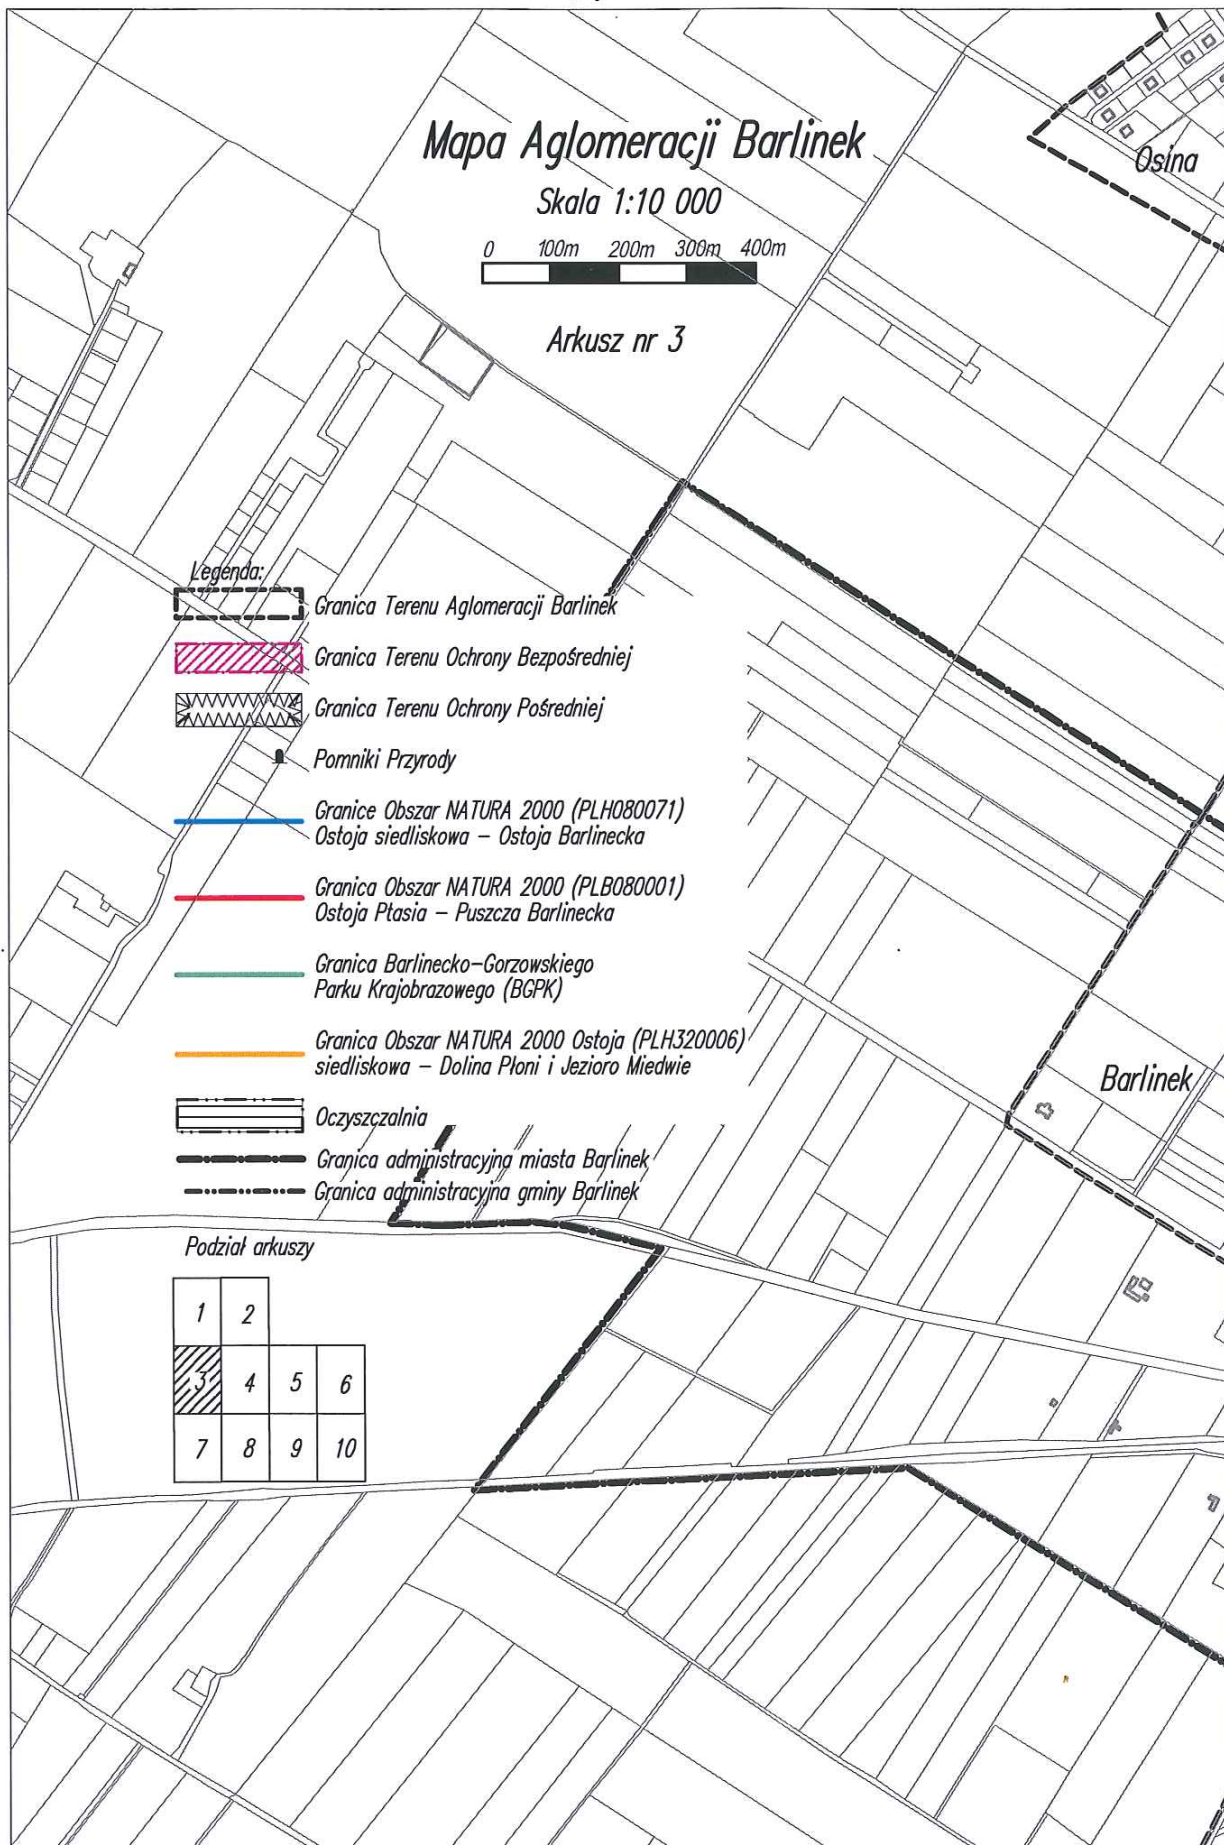 Mapa Aglomeracji Barlinek
Skala 1:10 000
0 100m 200m 300m 400m
Arkusz nr 3
Osina
Legenda:
Granica Terenu Aglomeracji Barlinek
Granica Terenu Ochrony Bezpośredniej
Granica Terenu Ochrony Pośredniej
Pomniki Przyrody
Granice Obszar NATURA 2000 (PLH080071)
Ostoja siedliskowa – Ostoja Barlinecka
Granica Obszar NATURA 2000 (PLB080001)
Ostoja Ptasia – Puszcza Barlinecka
Granica Barlinecko-Gorzowskiego
Parku Krajobrazowego (BGPK)
Granica Obszar NATURA 2000 Ostoja (PLH320006)
siedliskowa – Dolina Płoni i Jezioro Miedwie
Oczyszczalnia
Granica administracyjna miasta Barlinek
Granica administracyjna gminy Barlinek
Barlinek
Podział arkuszy
1 2
3 4 5 6
7 8 9 10